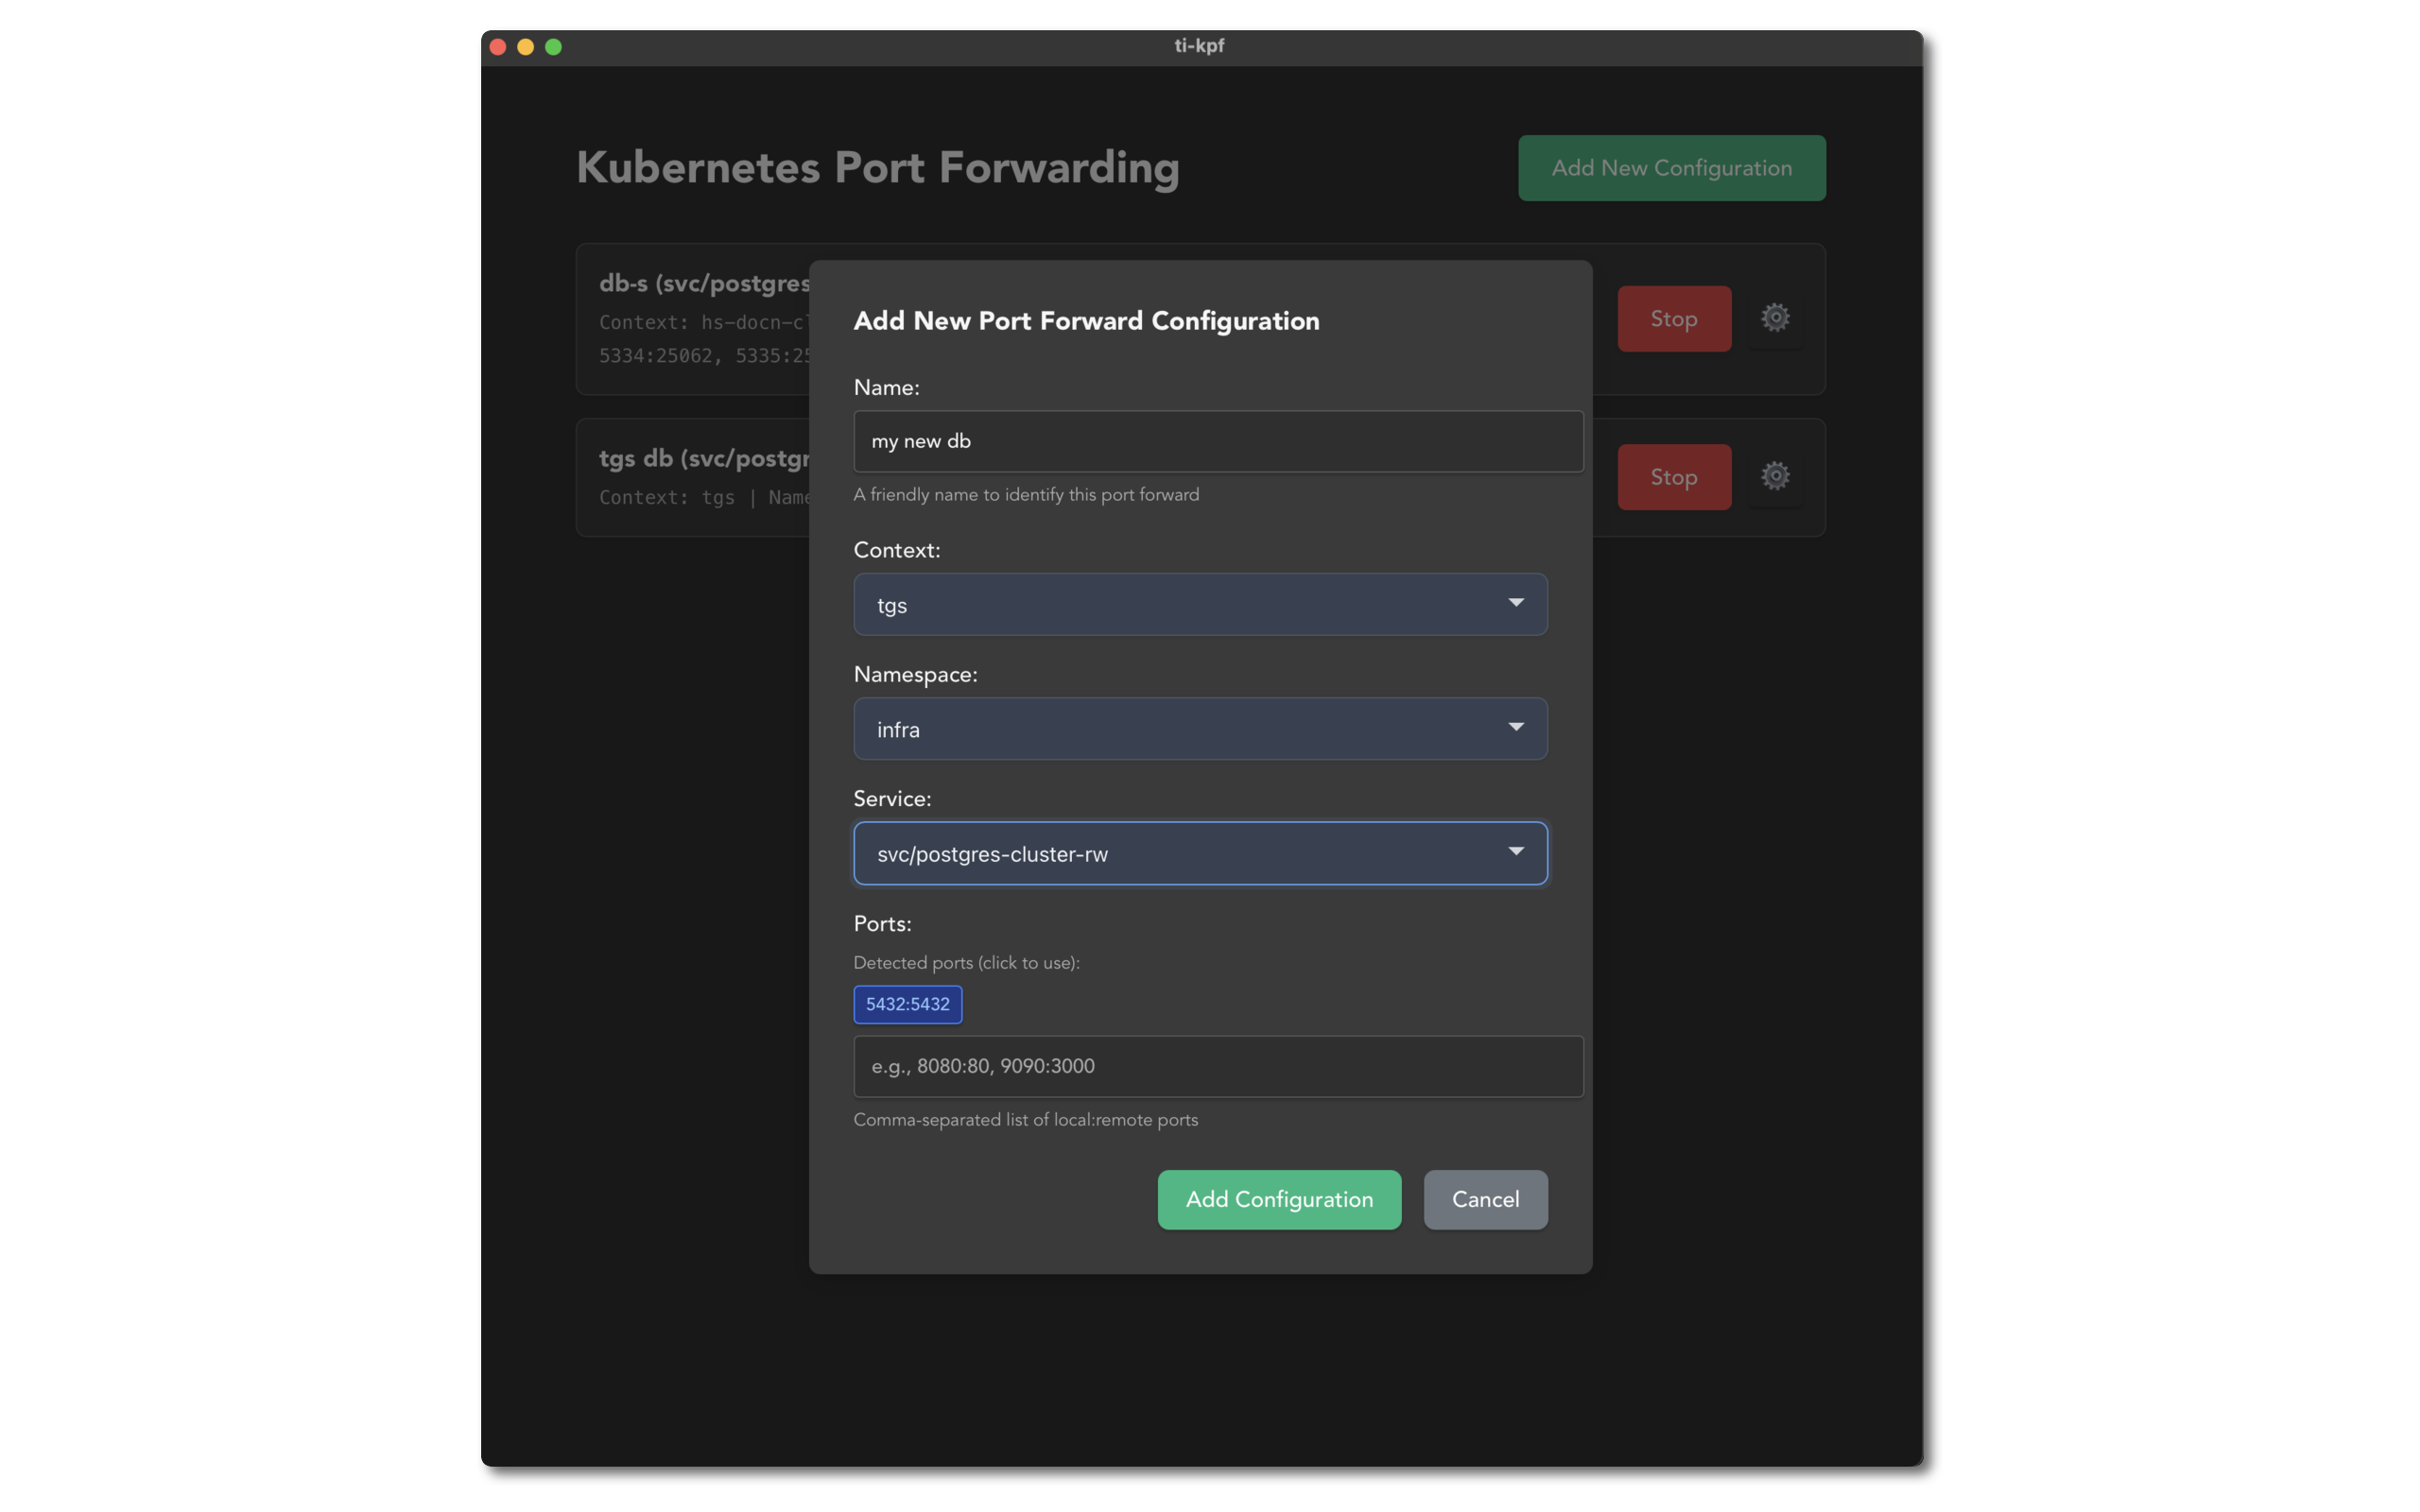 ti-kpf
Kubernetes Port Forwarding
Add New Configuration
db-s (svc/postgres
Context: hs-docn-c
5334:25062, 5335:25
Stop
tgs db (svc/postgr
Context: tgs | Name
Stop
Add New Port Forward Configuration
Name:
my new db
A friendly name to identify this port forward
Context:
tgs
Namespace:
infra
Service:
svc/postgres-cluster-rw
Ports:
Detected ports (click to use):
5432:5432
e.g., 8080:80, 9090:3000
Comma-separated list of local:remote ports
Add Configuration
Cancel